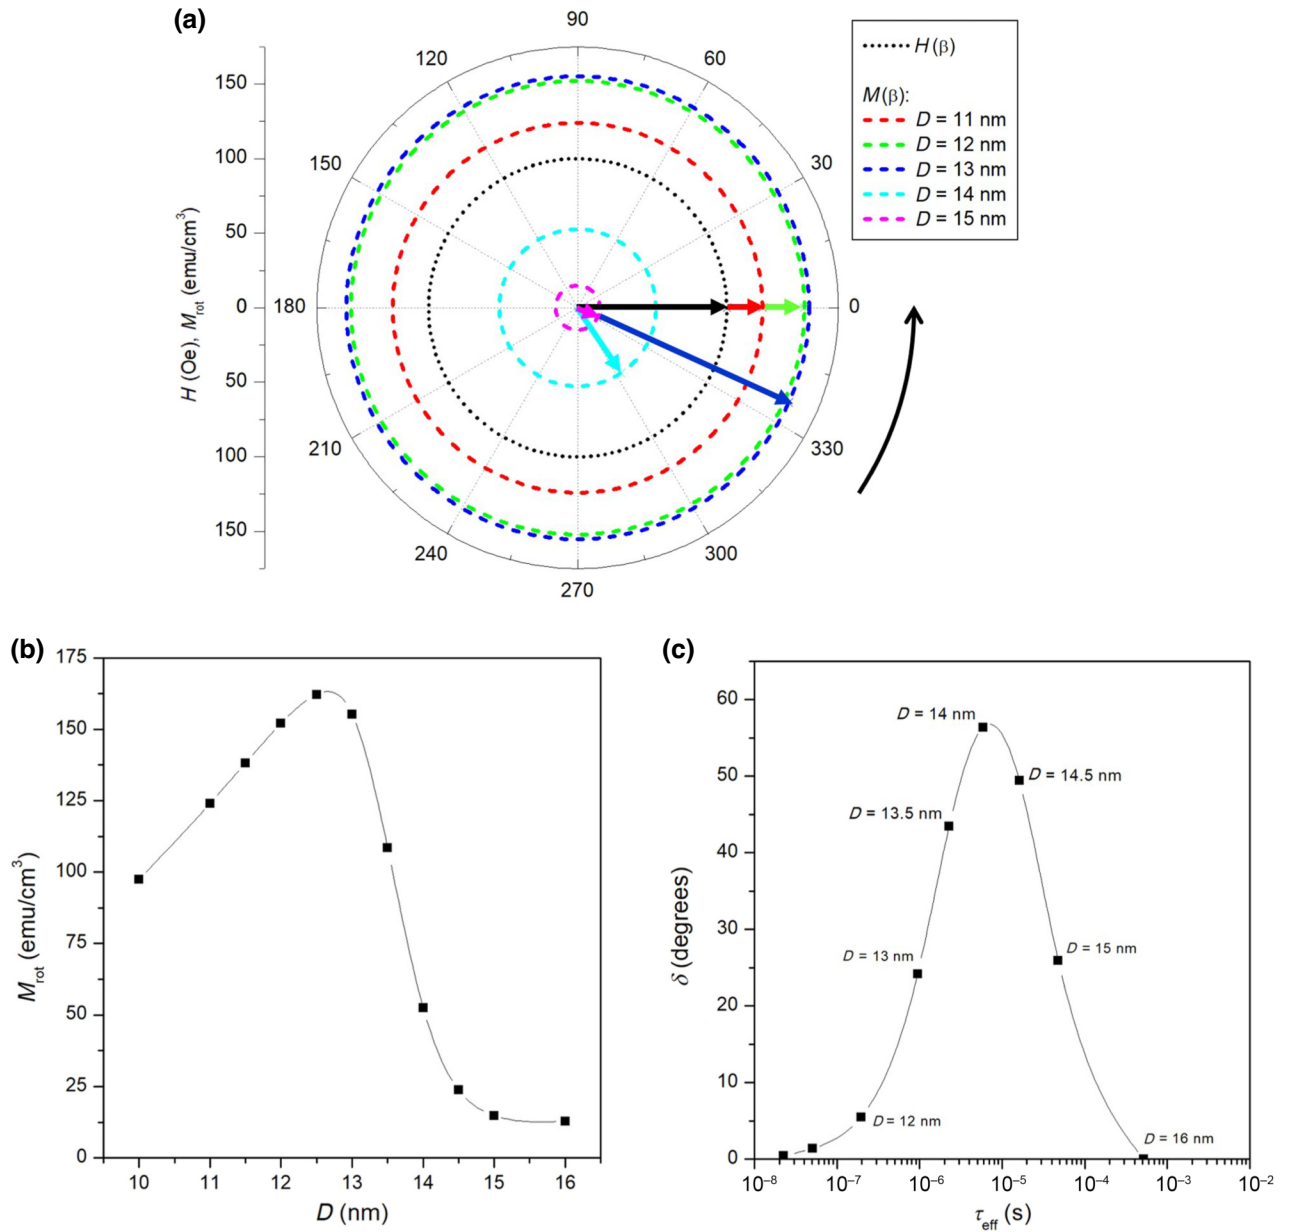 (a)
90
120
60
150
30
180
0
210
330
240
300
270
150
100
50
0
50
100
150
H (Oe), M_rot (emu/cm³)
H(β)
M(β):
D = 11 nm
D = 12 nm
D = 13 nm
D = 14 nm
D = 15 nm
(b)
175
150
125
100
75
50
25
0
10 11 12 13 14 15 16
M_rot (emu/cm³)
D (nm)
(c)
60
50
40
30
20
10
0
D = 14 nm
D = 14.5 nm
D = 13.5 nm
D = 13 nm
D = 15 nm
D = 12 nm
D = 16 nm
10⁻⁸ 10⁻⁷ 10⁻⁶ 10⁻⁵ 10⁻⁴ 10⁻³ 10⁻²
δ (degrees)
τ_eff (s)